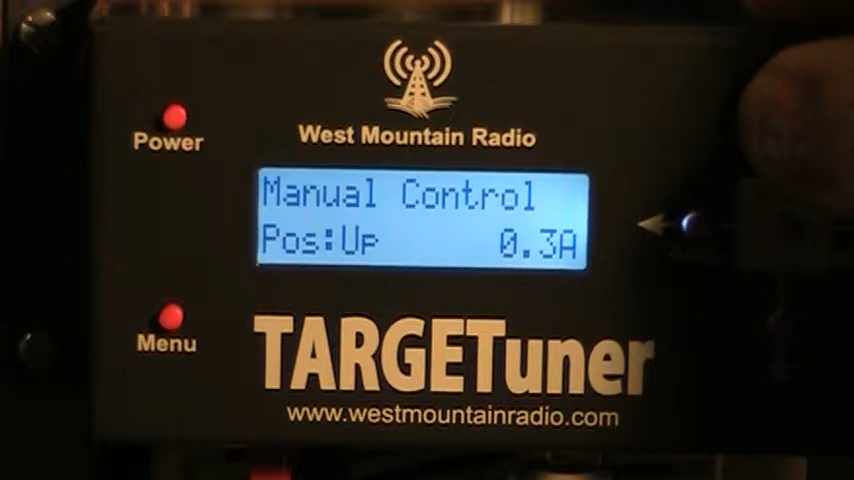 West Mountain Radio
Power
Manual Control
Pos:Up 0.3A
Menu
TARGETuner
www.westmountainradio.com